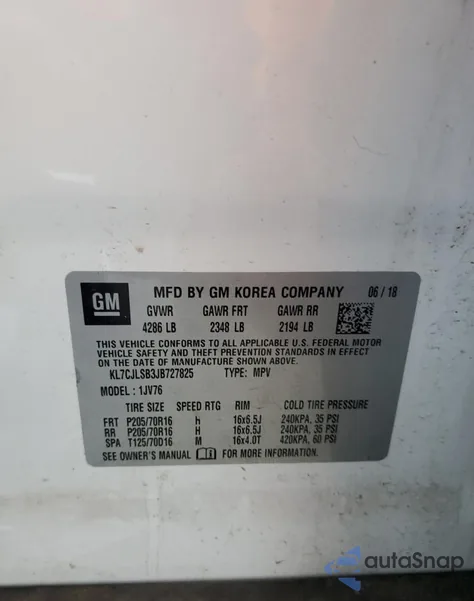 GM MFD BY GM KOREA COMPANY 06/18
GVWR GAWR FRT GAWR RR
4286 LB 2348 LB 2194 LB
THIS VEHICLE CONFORMS TO ALL APPLICABLE U.S. FEDERAL MOTOR
VEHICLE SAFETY AND THEFT PREVENTION STANDARDS IN EFFECT
ON THE DATE OF MANUFACTURE SHOWN ABOVE.
KL7CJLSB3JB727825 TYPE: MPV
MODEL: 1JV76
TIRE SIZE SPEED RTG RIM COLD TIRE PRESSURE
FRT P205/70R16 h 16x6.5J 240KPA, 35 PSI
RR P205/70R16 H 16x6.5J 240KPA, 35 PSI
SPA T125/70D16 M 16x4.0T 420KPA, 60 PSI
SEE OWNER'S MANUAL FOR MORE INFORMATION.
autoSnap